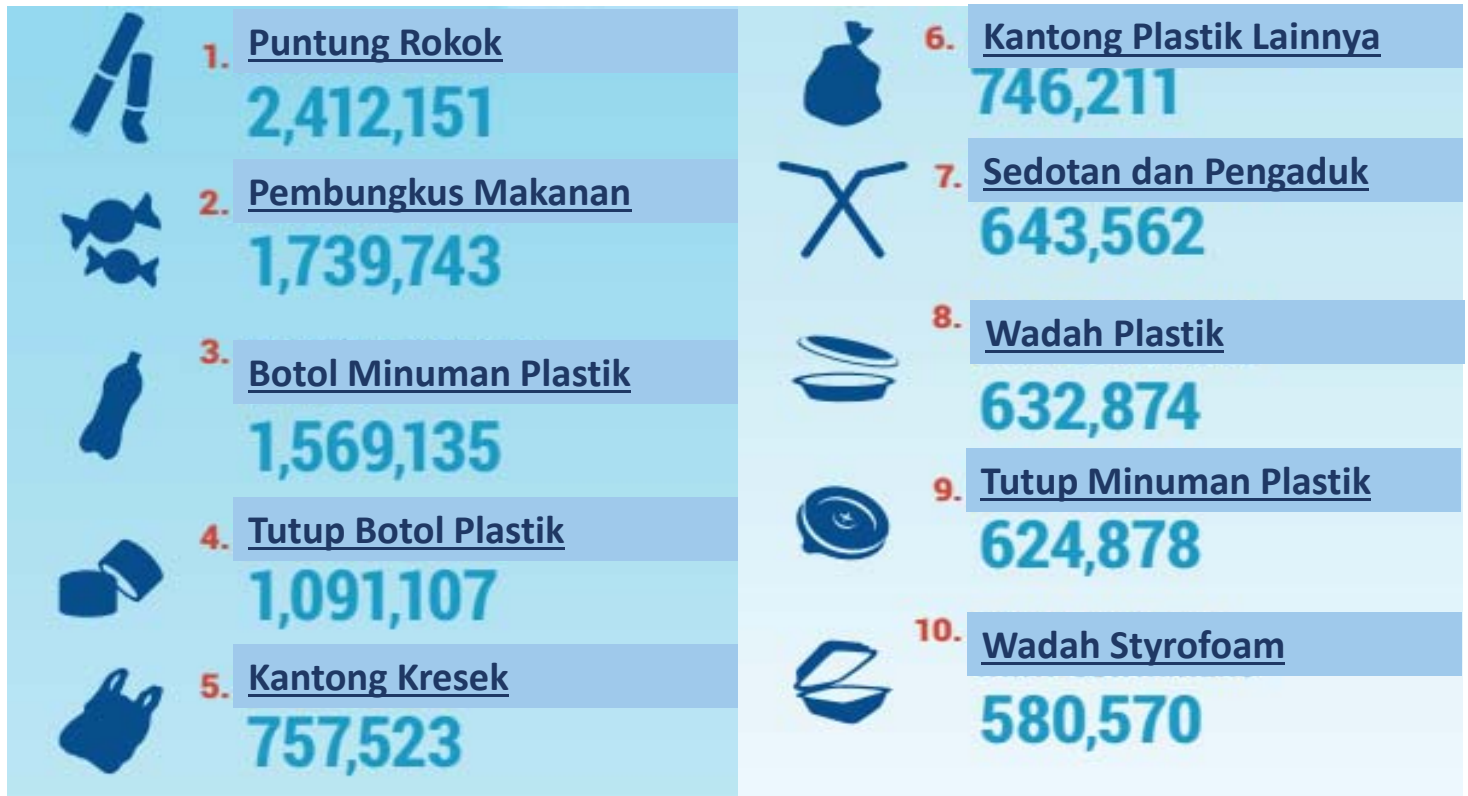 1. Puntung Rokok
2,412,151
2. Pembungkus Makanan
1,739,743
3. Botol Minuman Plastik
1,569,135
4. Tutup Botol Plastik
1,091,107
5. Kantong Kresek
757,523
6. Kantong Plastik Lainnya
746,211
7. Sedotan dan Pengaduk
643,562
8. Wadah Plastik
632,874
9. Tutup Minuman Plastik
624,878
10. Wadah Styrofoam
580,570